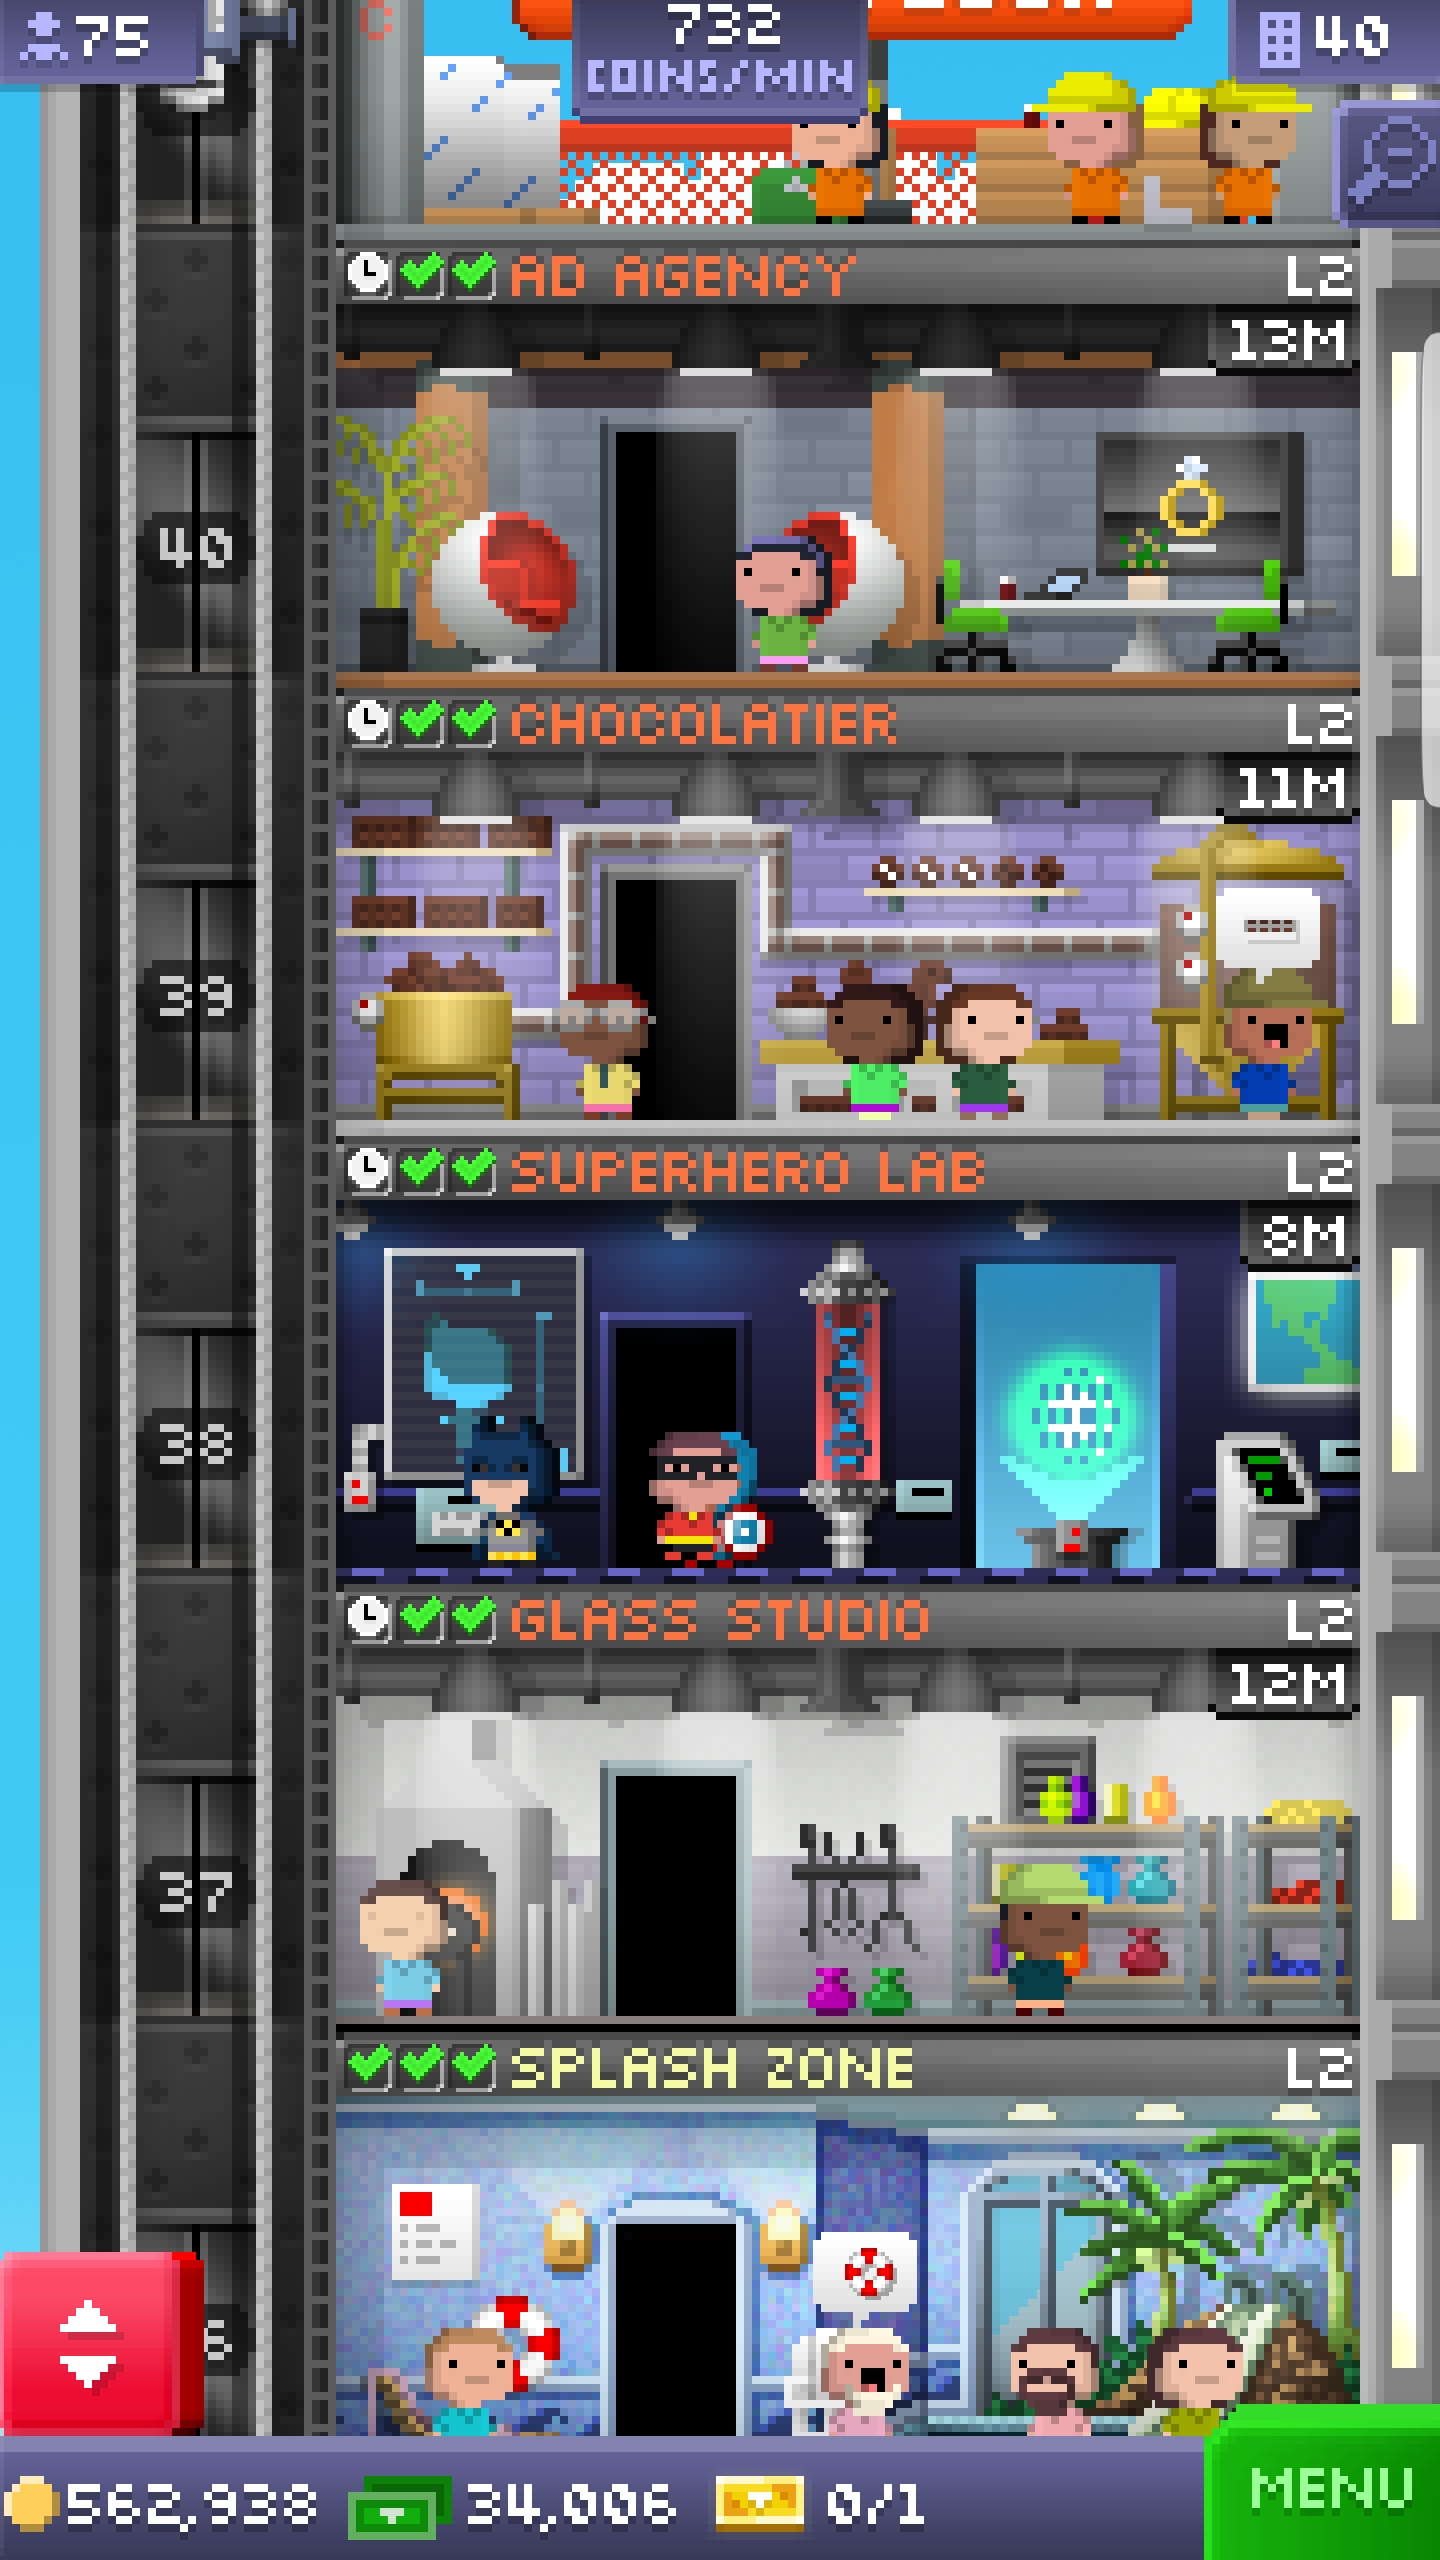 75
732
COINS/MIN
40
AD AGENCY L2
13M
40
CHOCOLATIER L2
11M
39
SUPERHERO LAB L2
8M
38
GLASS STUDIO L2
12M
37
SPLASH ZONE L2
562,938 34,006 0/1
MENU